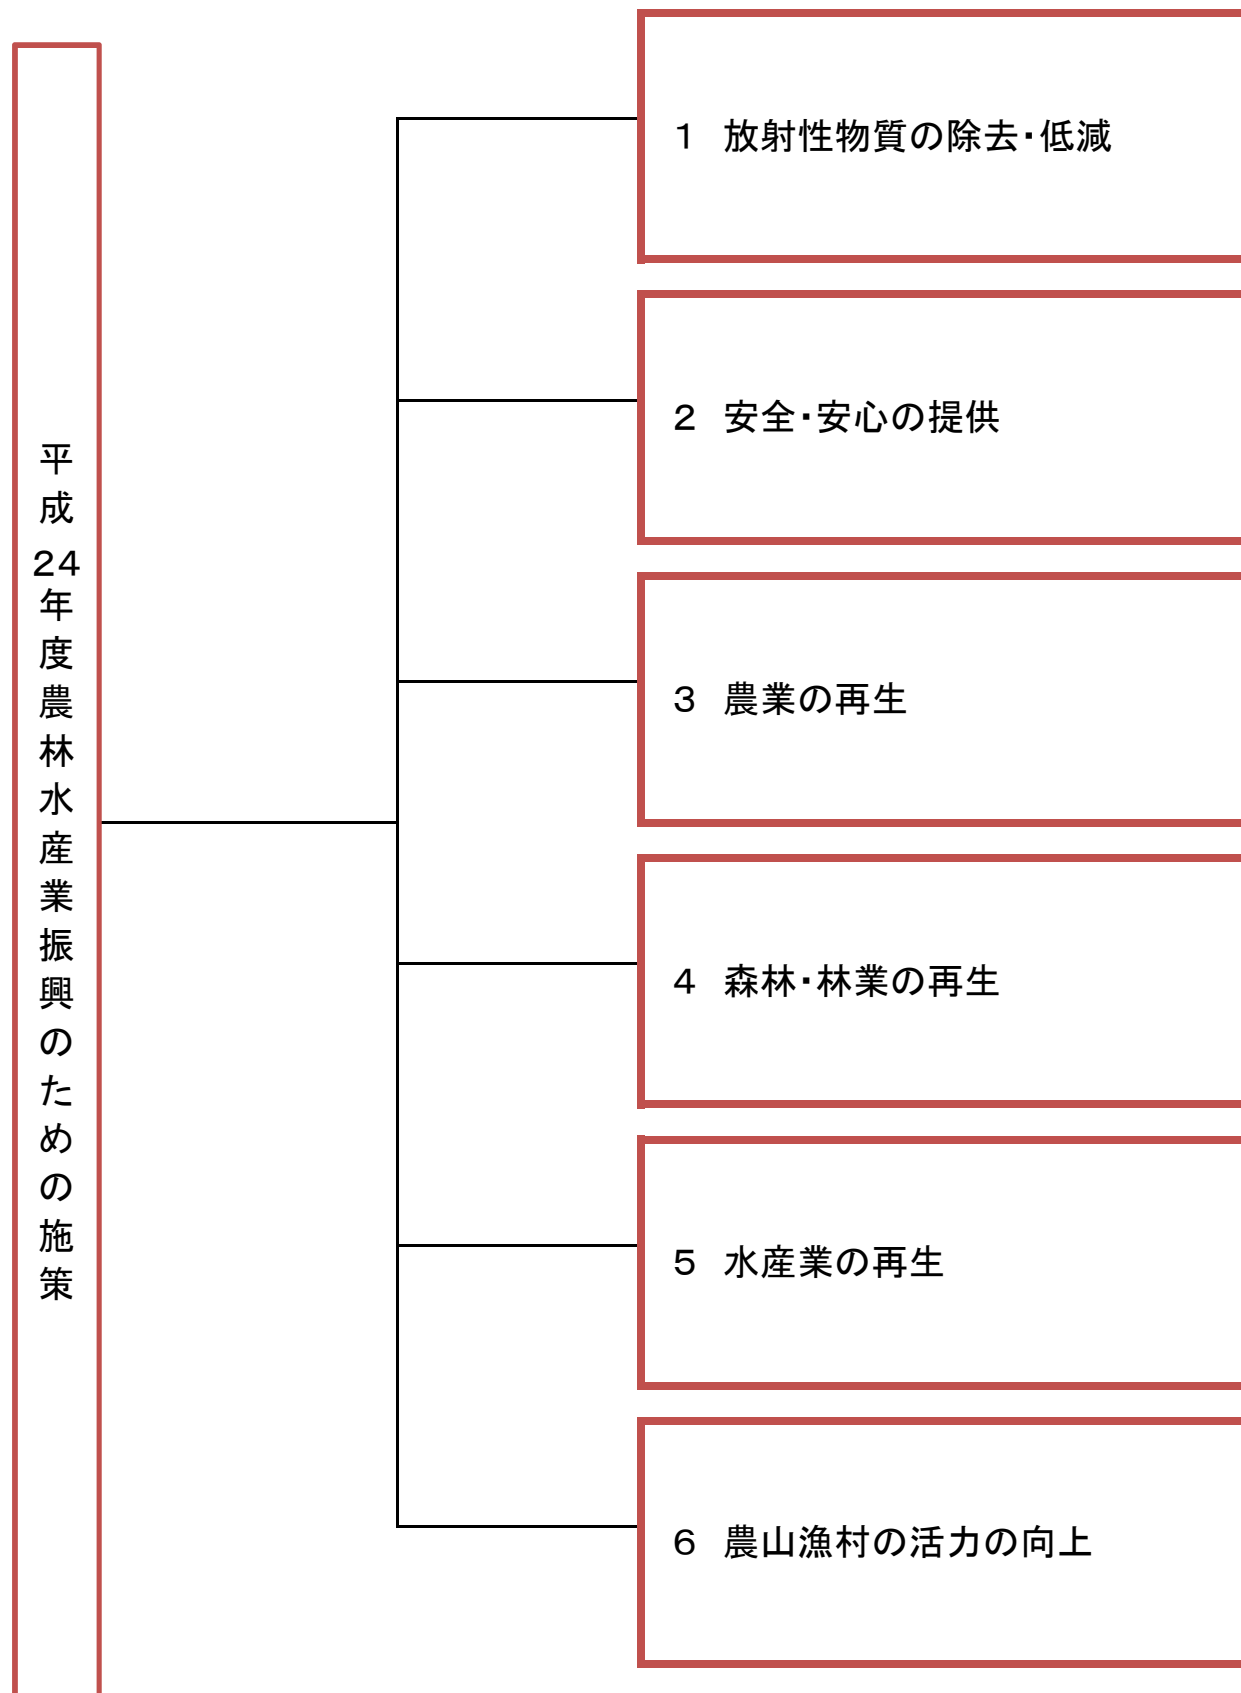 平成24年度農林水産業振興のための施策
１　放射性物質の除去・低減
２　安全・安心の提供
３　農業の再生
４　森林・林業の再生
５　水産業の再生
６　農山漁村の活力の向上